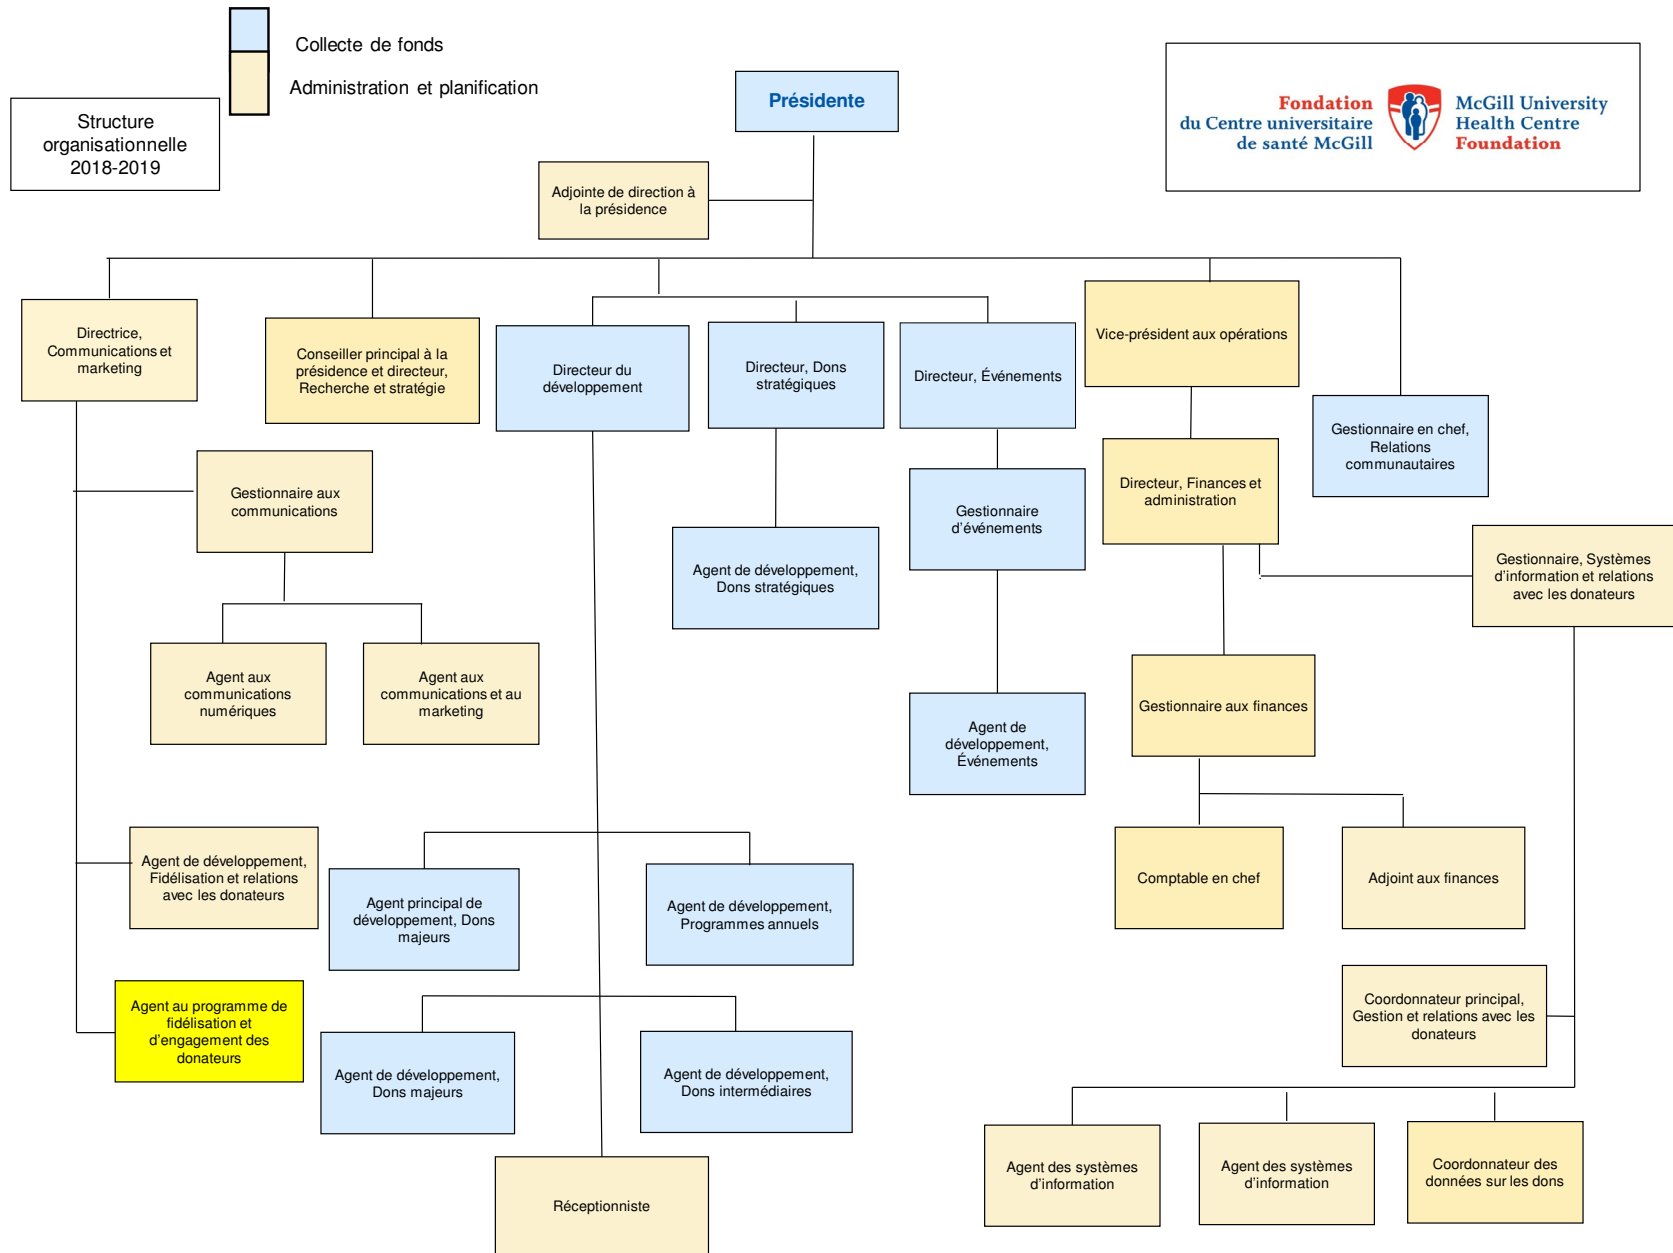 Collecte de fonds
Administration et planification
Structure
organisationnelle
2018-2019
Présidente
Fondation
du Centre universitaire
de santé McGill
McGill University
Health Centre
Foundation
Adjointe de direction à
la présidence
Directrice,
Communications et
marketing
Conseiller principal à la
présidence et directeur,
Recherche et stratégie
Directeur du
développement
Directeur, Dons
stratégiques
Directeur, Événements
Vice-président aux opérations
Gestionnaire en chef,
Relations
communautaires
Gestionnaire aux
communications
Gestionnaire
d'événements
Directeur, Finances et
administration
Agent de développement,
Dons stratégiques
Gestionnaire, Systèmes
d'information et relations
avec les donateurs
Agent aux
communications
numériques
Agent aux
communications et au
marketing
Agent de
développement,
Événements
Gestionnaire aux finances
Agent de développement,
Fidélisation et relations
avec les donateurs
Agent principal de
développement, Dons
majeurs
Agent de développement,
Programmes annuels
Comptable en chef
Adjoint aux finances
Agent au programme de
fidélisation et
d'engagement des
donateurs
Agent de développement,
Dons majeurs
Agent de développement,
Dons intermédiaires
Coordonnateur principal,
Gestion et relations avec les
donateurs
Réceptionniste
Agent des systèmes
d'information
Agent des systèmes
d'information
Coordonnateur des
données sur les dons